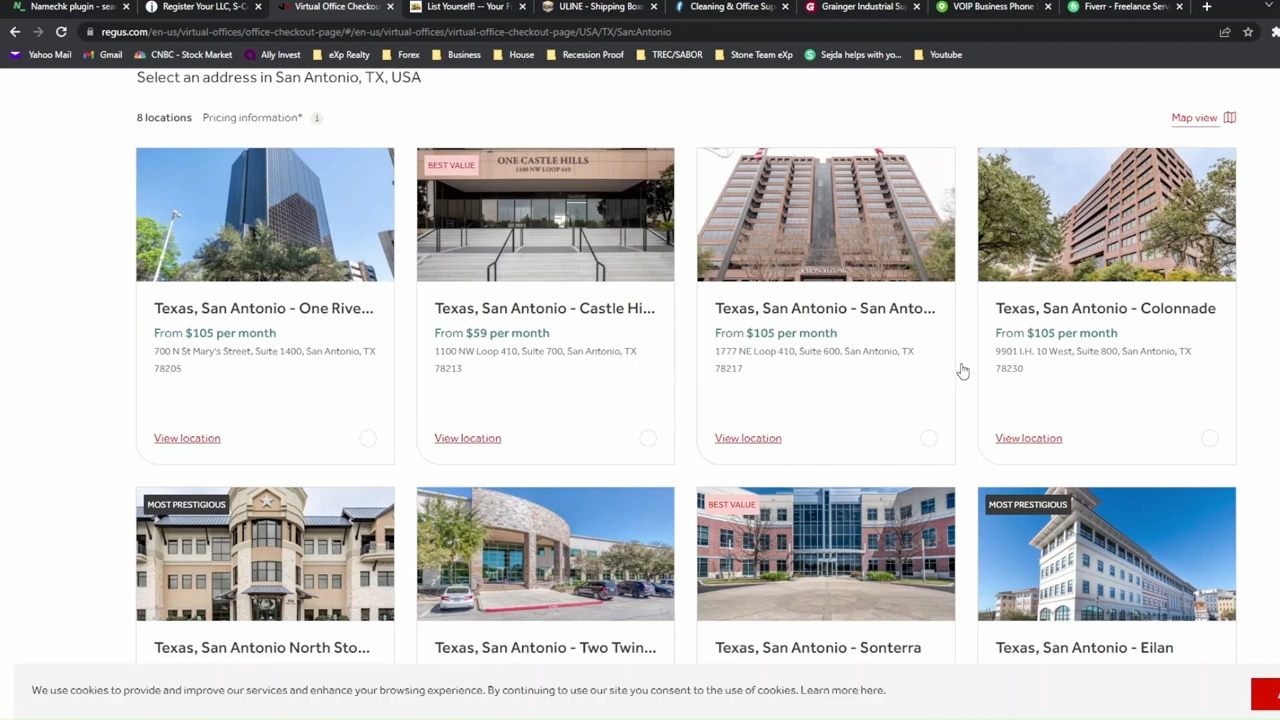 Namechk plugin - sear
Register Your LLC, S-C
Virtual Office Checkou
List Yourself! -- Your F
ULINE - Shipping Boxe
Cleaning & Office Sup
Grainger Industrial Sup
VOIP Business Phone
Fiverr - Freelance Serv
regus.com/en-us/virtual-offices/office-checkout-page/#/en-us/virtual-offices/virtual-office-checkout-page/USA/TX/San:Antonio
Yahoo Mail Gmail CNBC - Stock Market Ally Invest eXp Realty Forex Business House Recession Proof TREC/SABOR Stone Team eXp Sejda helps with yo... Youtube
Select an address in San Antonio, TX, USA
8 locations Pricing information* i
Map view
ONE CASTLE HILLS
1100 NW LOOP 410
BEST VALUE
Texas, San Antonio - One Rive...
From $105 per month
700 N St Mary's Street, Suite 1400, San Antonio, TX
78205
View location
Texas, San Antonio - Castle Hi...
From $59 per month
1100 NW Loop 410, Suite 700, San Antonio, TX
78213
View location
Texas, San Antonio - San Anto...
From $105 per month
1777 NE Loop 410, Suite 600, San Antonio, TX
78217
View location
Texas, San Antonio - Colonnade
From $105 per month
9901 I.H. 10 West, Suite 800, San Antonio, TX
78230
View location
MOST PRESTIGIOUS
Texas, San Antonio North Sto...
Texas, San Antonio - Two Twin...
BEST VALUE
Texas, San Antonio - Sonterra
MOST PRESTIGIOUS
Texas, San Antonio - Eilan
We use cookies to provide and improve our services and enhance your browsing experience. By continuing to use our site you consent to the use of cookies. Learn more here.